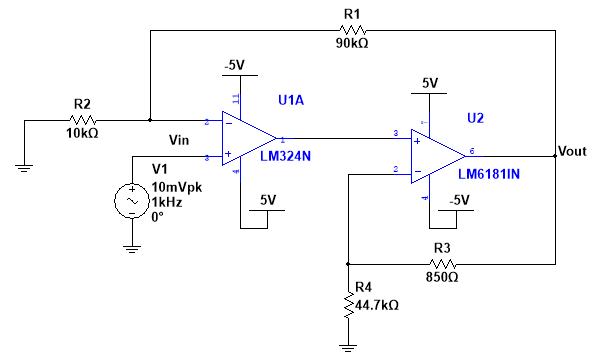 R1
90kΩ
-5V
11
U1A
5V
7
U2
R2
10kΩ
Vin
2
−
3
+
1
LM324N
4
5V
3
+
2
−
6
Vout
LM6181IN
4
-5V
V1
10mVpk
1kHz
0°
+
−
R3
850Ω
R4
44.7kΩ